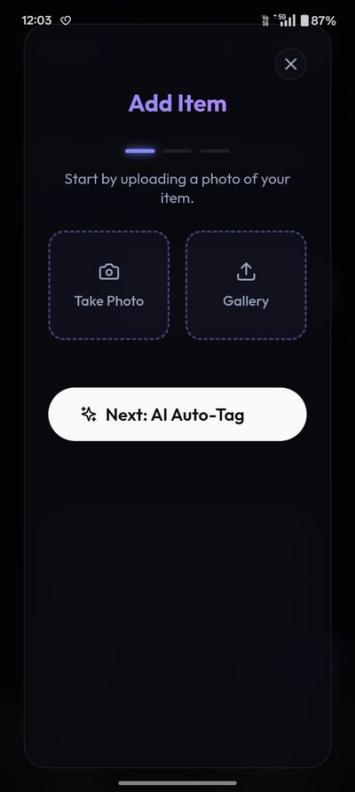 12:03 87%
Add Item
Start by uploading a photo of your
item.
Take Photo Gallery
Next: AI Auto-Tag